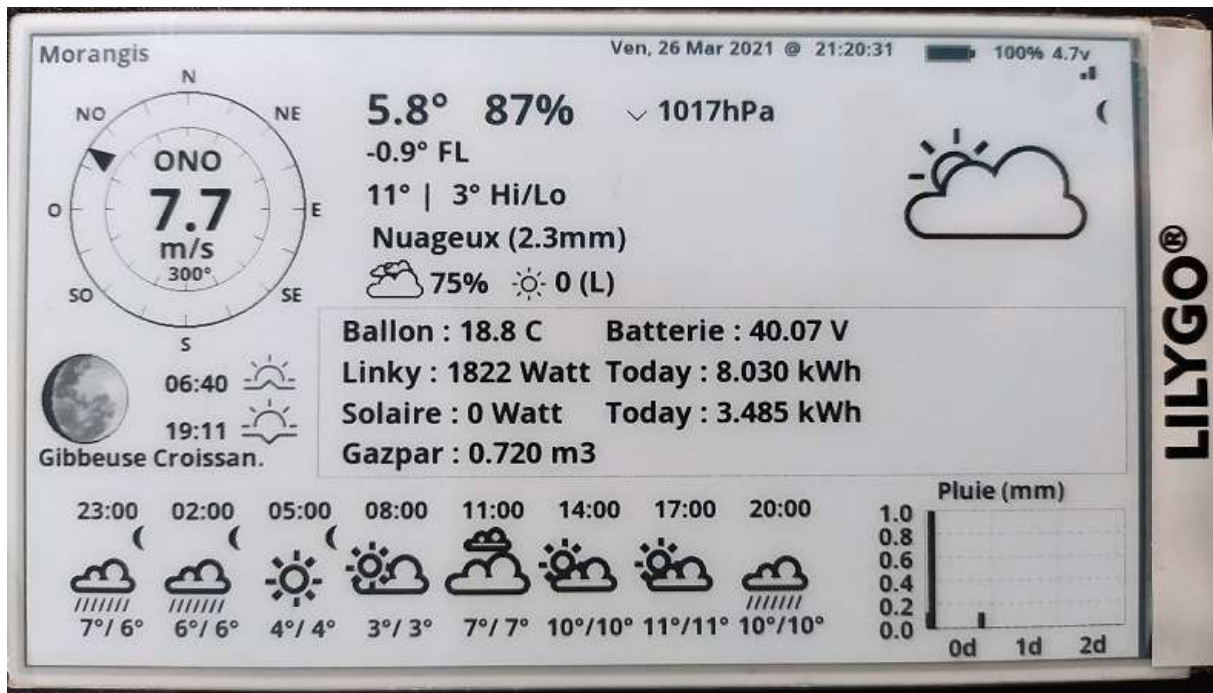 Morangis
Ven, 26 Mar 2021 @ 21:20:31
100% 4.7v
N
NO
NE
ONO
7.7
m/s
300°
O
E
SO
SE
S
5.8° 87% 1017hPa
-0.9° FL
11° | 3° Hi/Lo
Nuageux (2.3mm)
75% 0 (L)
Ballon : 18.8 C Batterie : 40.07 V
Linky : 1822 Watt Today : 8.030 kWh
Solaire : 0 Watt Today : 3.485 kWh
Gazpar : 0.720 m3
06:40
19:11
Gibbeuse Croissan.
23:00 02:00 05:00 08:00 11:00 14:00 17:00 20:00
7°/ 6° 6°/ 6° 4°/ 4° 3°/ 3° 7°/ 7° 10°/10° 11°/11° 10°/10°
Pluie (mm)
1.0
0.8
0.6
0.4
0.2
0.0
0d 1d 2d
LILYGO®